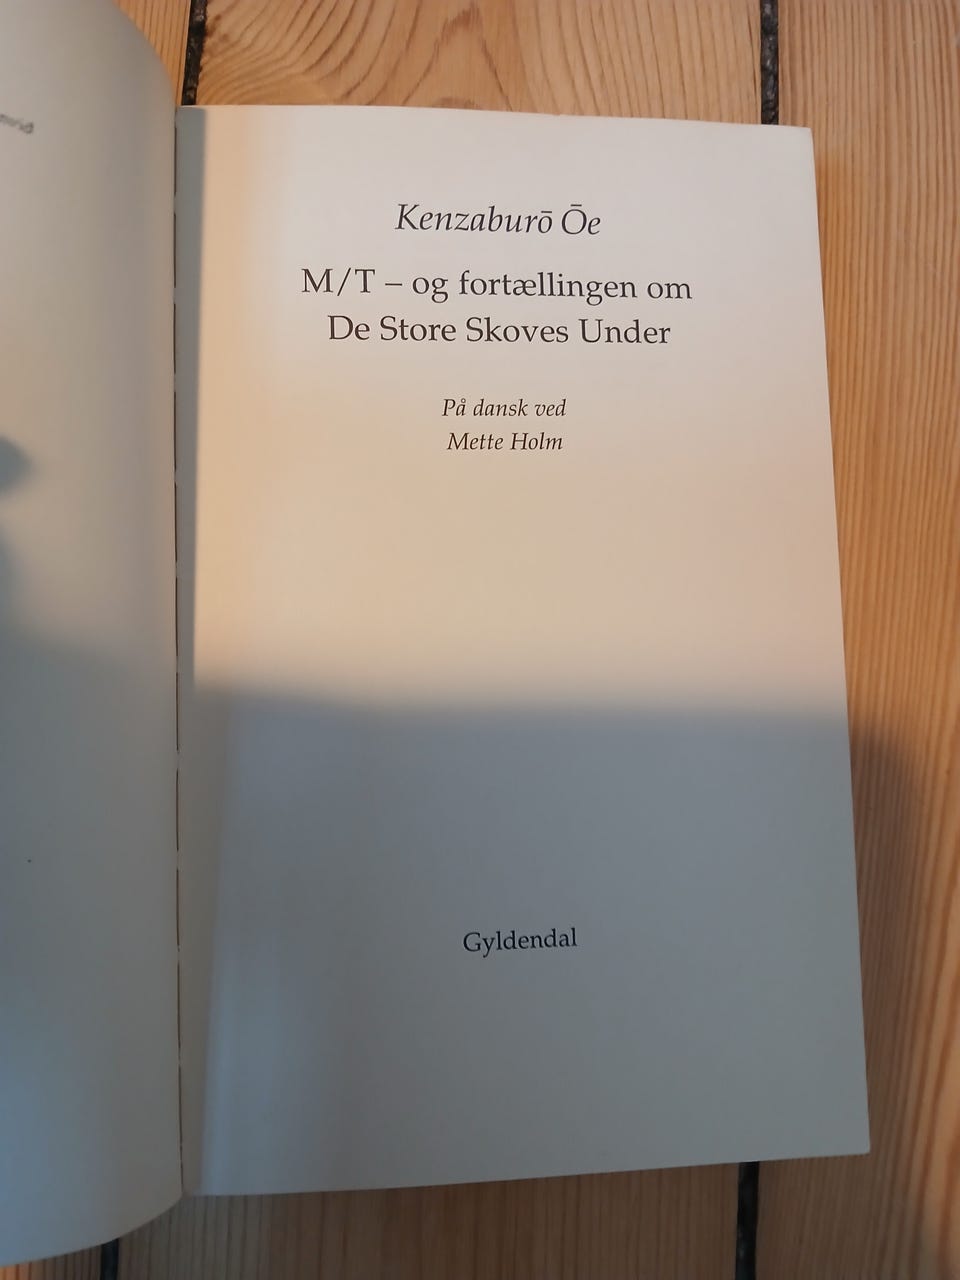 Kenzaburō Ōe
M/T – og fortællingen om
De Store Skoves Under
På dansk ved
Mette Holm
Gyldendal